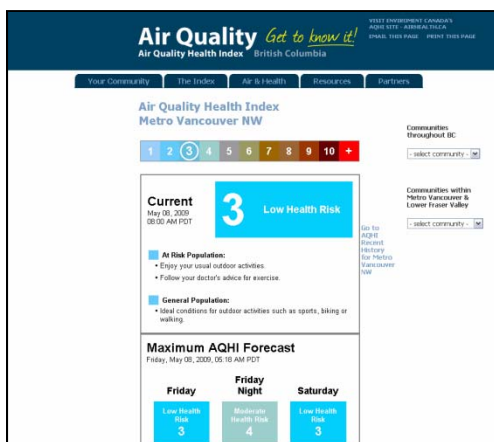 VISIT ENVIRONMENT CANADA'S
AQHI SITE - AIRHEALTH.CA
EMAIL THIS PAGE PRINT THIS PAGE
Air Quality Get to know it!
Air Quality Health Index British Columbia
Your Community The Index Air & Health Resources Partners
Air Quality Health Index
Metro Vancouver NW
1 2 3 4 5 6 7 8 9 10 +
Communities
throughout BC
- select community -
Communities within
Metro Vancouver &
Lower Fraser Valley
- select community -
Current
May 08, 2009
08:00 AM PDT
3 Low Health Risk
Go to
AQHI
Recent
History
for Metro
Vancouver
NW
At Risk Population:
• Enjoy your usual outdoor activities.
• Follow your doctor's advice for exercise.
General Population:
• Ideal conditions for outdoor activities such as sports, biking or
walking.
Maximum AQHI Forecast
Friday, May 08, 2009, 05:18 AM PDT
Friday Friday Night Saturday
Low Health Risk Moderate Health Risk Low Health Risk
3 4 3